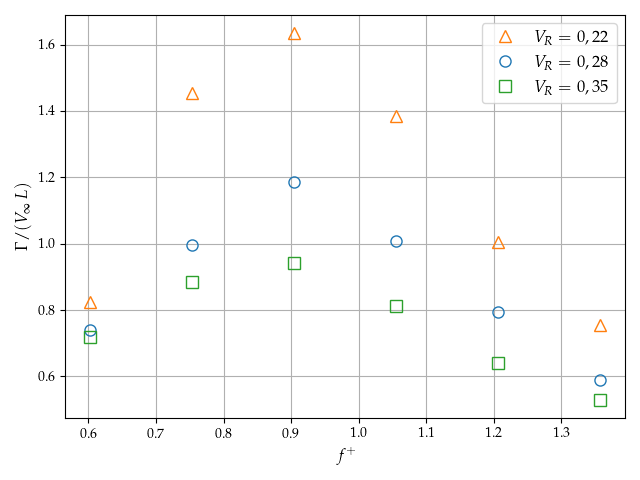 1.6
1.4
1.2
1.0
0.8
0.6
Γ/(V∞ L)
V_R = 0,22
V_R = 0,28
V_R = 0,35
0.6 0.7 0.8 0.9 1.0 1.1 1.2 1.3
f⁺